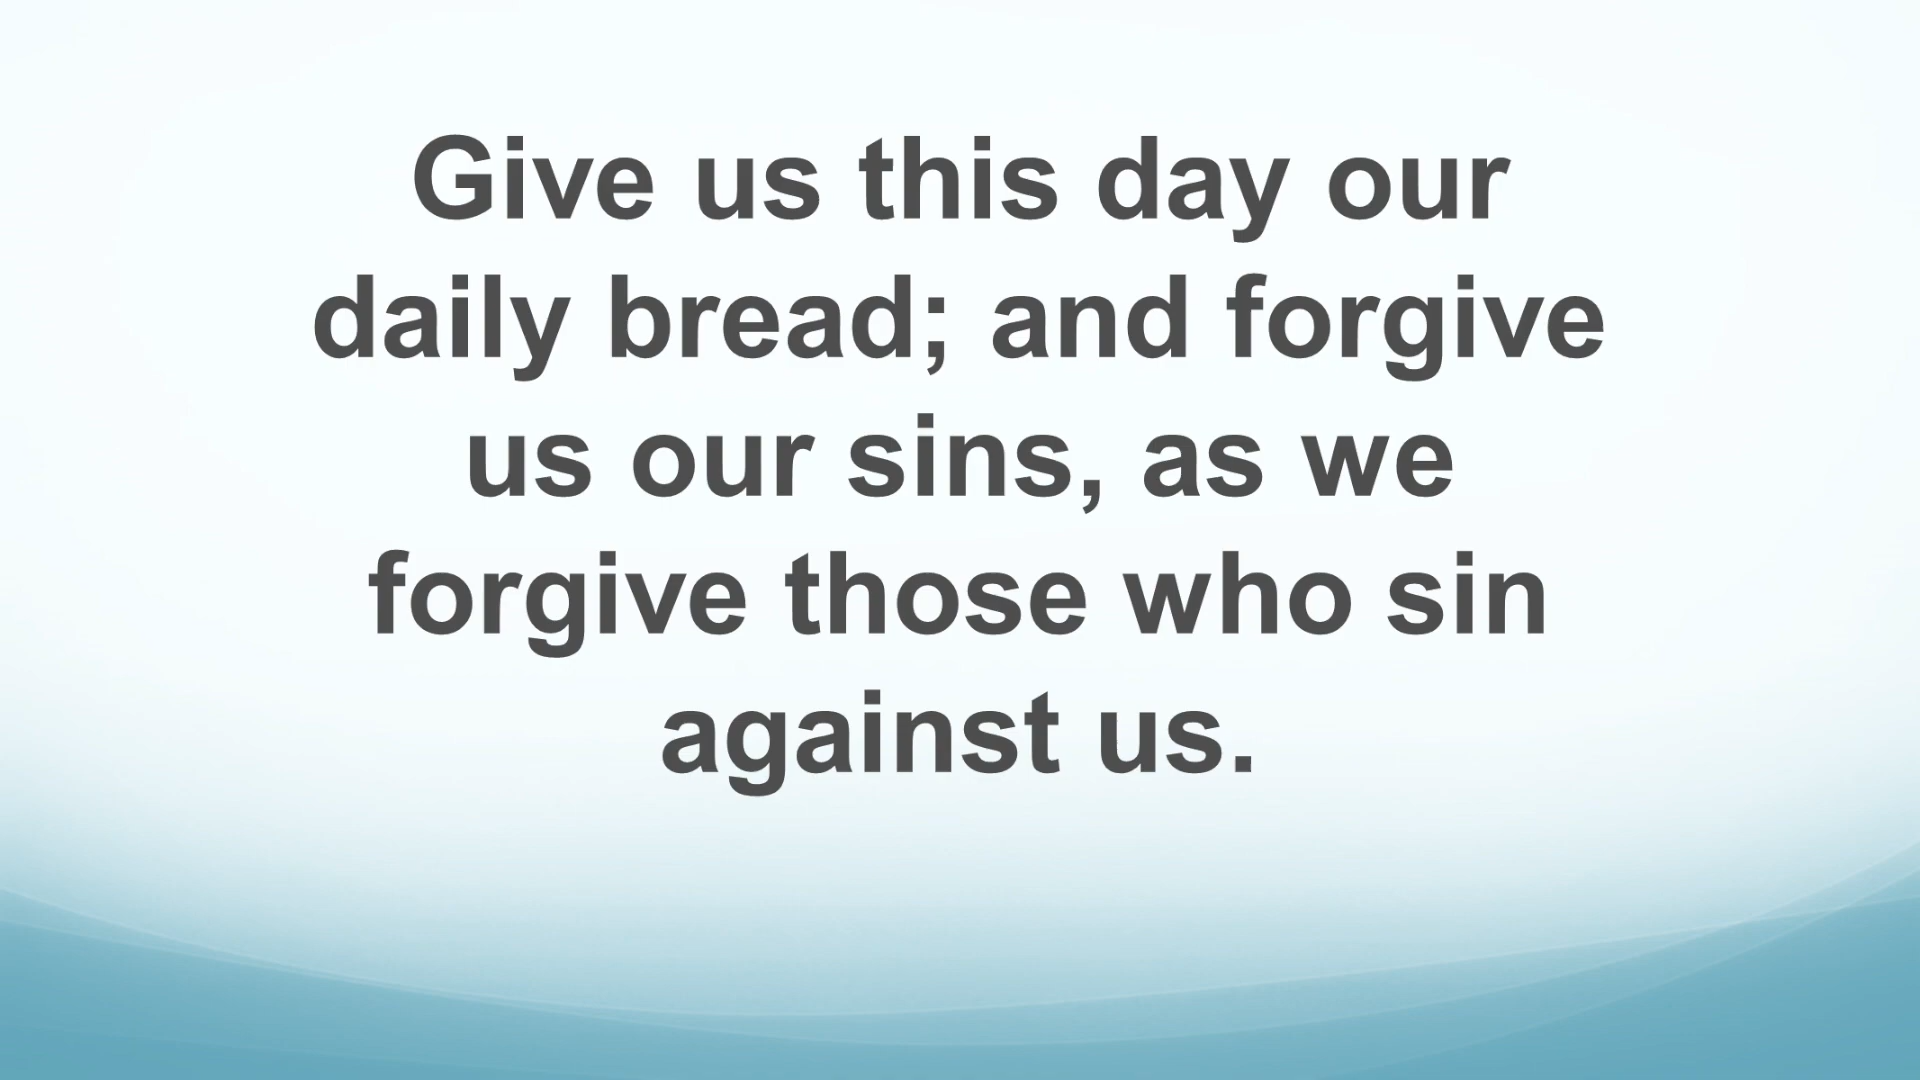 Give us this day our
daily bread; and forgive
us our sins, as we
forgive those who sin
against us.